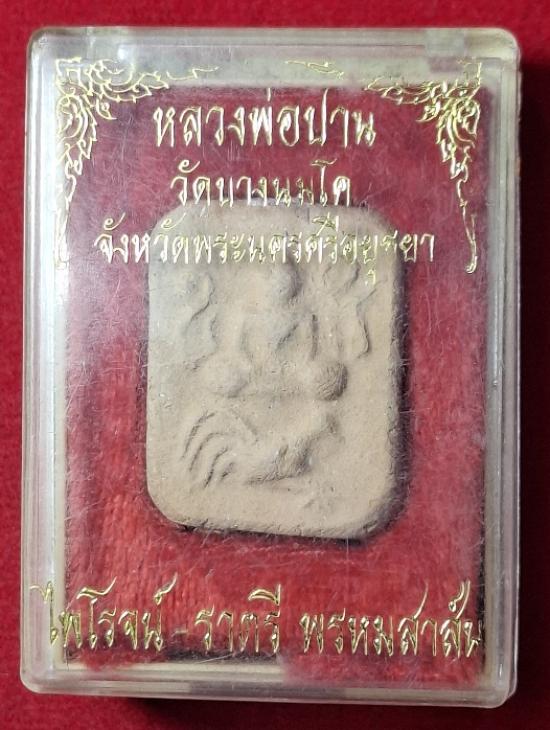 หลวงพ่อปาน
วัดบางนมโค
จังหวัดพระนครศรีอยุธยา
ไพโรจน์ - ราตรี พรหมสาส์น